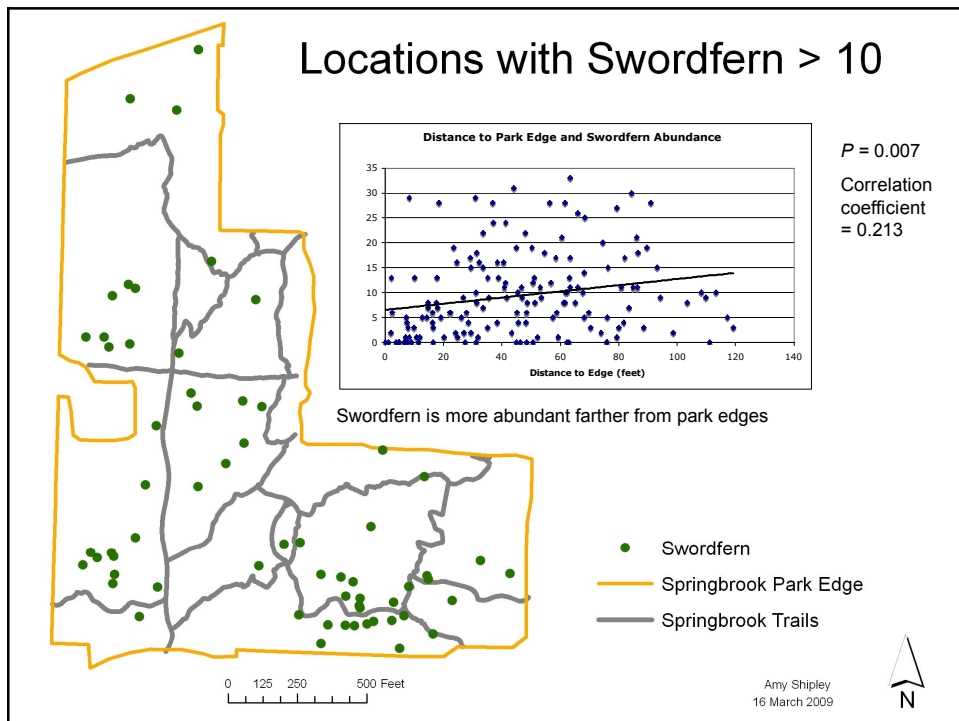 Locations with Swordfern > 10
Distance to Park Edge and Swordfern Abundance
35
30
25
20
15
10
5
0
0 20 40 60 80 100 120 140
Distance to Edge (feet)
P = 0.007
Correlation
coefficient
= 0.213
Swordfern is more abundant farther from park edges
Swordfern
Springbrook Park Edge
Springbrook Trails
0 125 250 500 Feet
Amy Shipley
16 March 2009
N